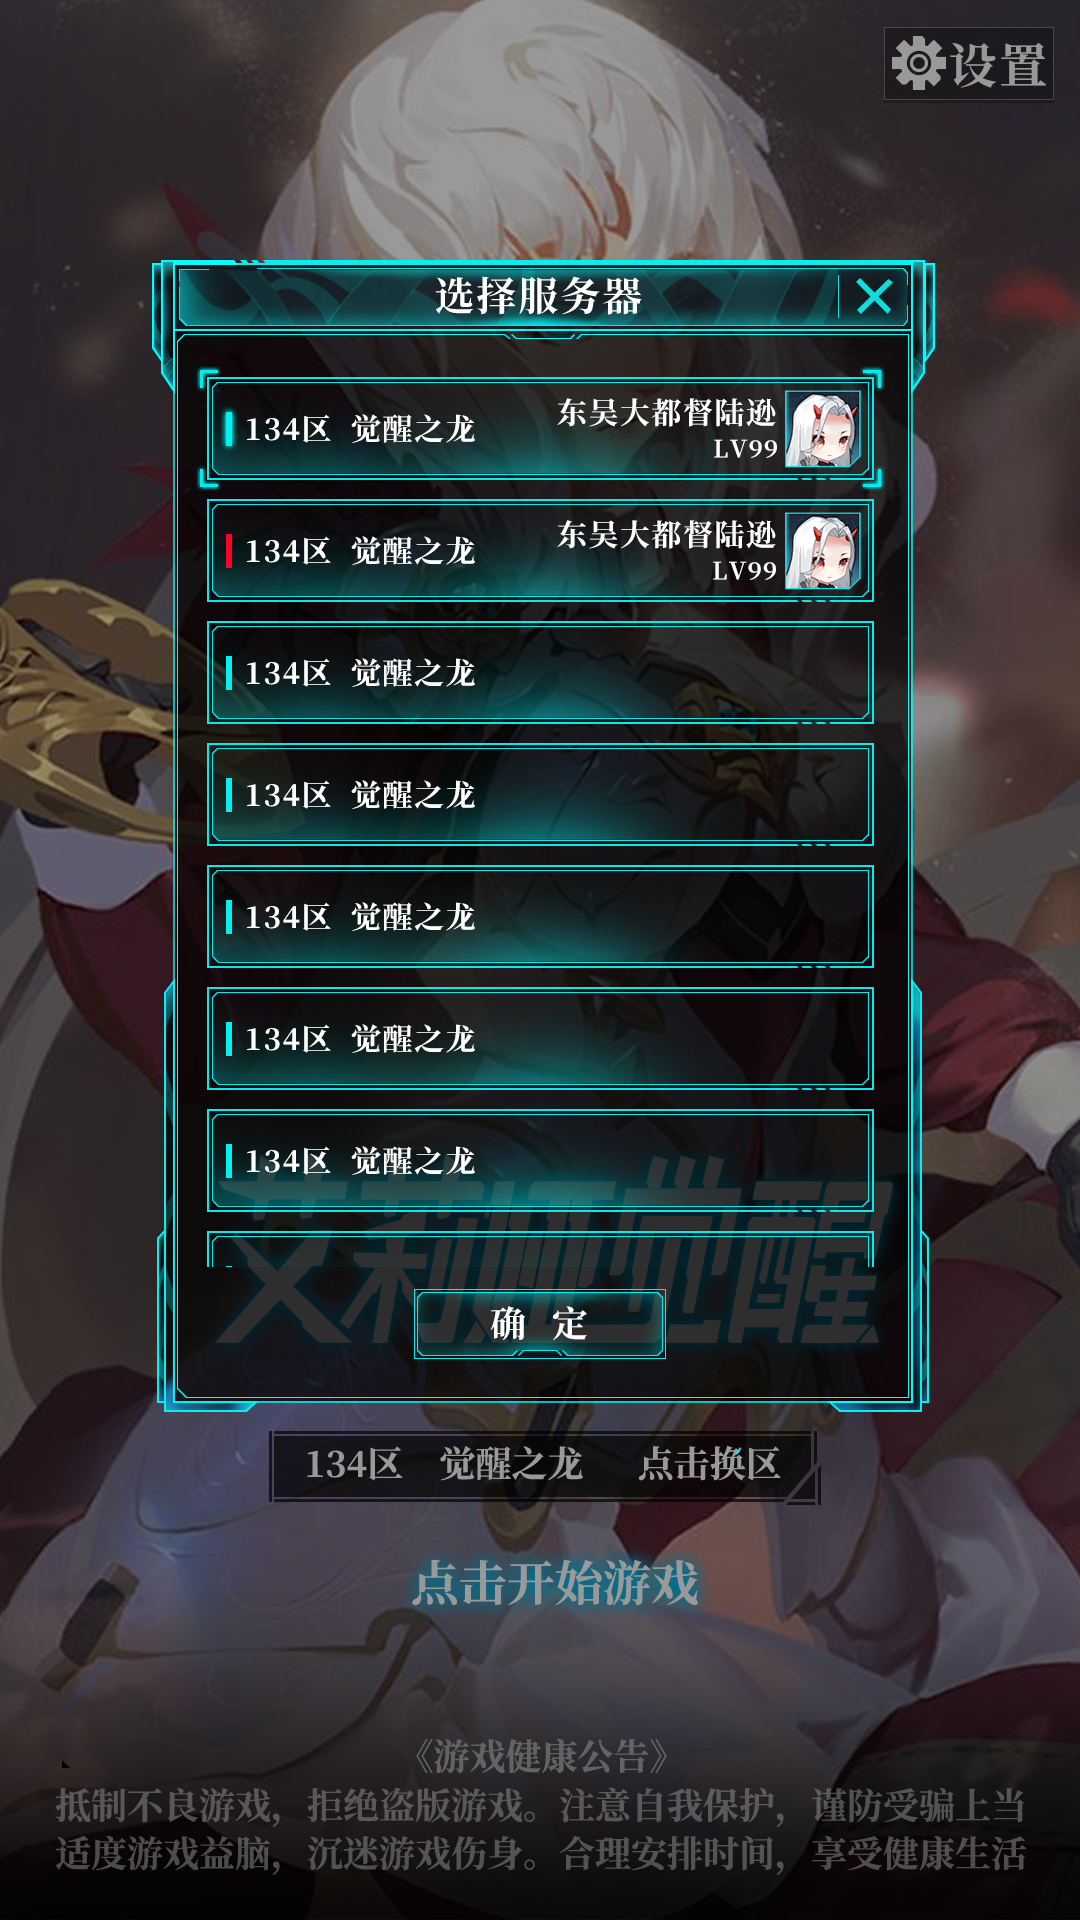 设置
选择服务器
134区 觉醒之龙 东吴大都督陆逊
LV99
134区 觉醒之龙 东吴大都督陆逊
LV99
134区 觉醒之龙
134区 觉醒之龙
134区 觉醒之龙
134区 觉醒之龙
134区 觉醒之龙
艾莉娅觉醒
确 定
134区 觉醒之龙 点击换区
点击开始游戏
《游戏健康公告》
抵制不良游戏，拒绝盗版游戏。注意自我保护，谨防受骗上当
适度游戏益脑，沉迷游戏伤身。合理安排时间，享受健康生活